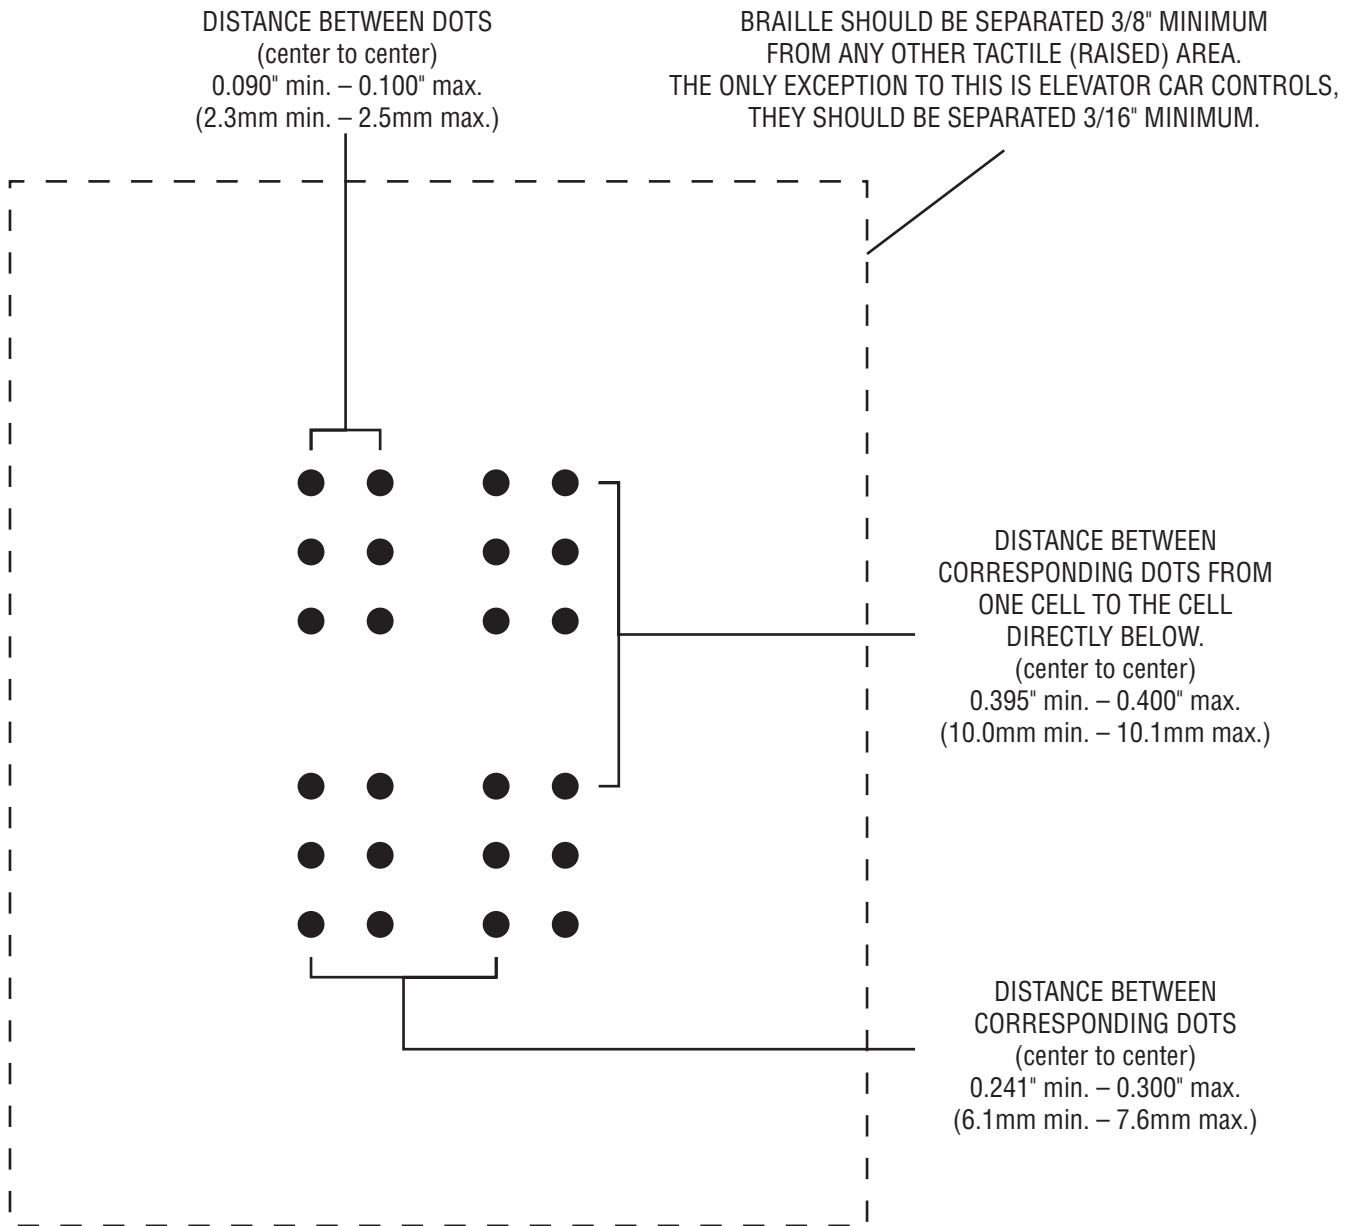 DISTANCE BETWEEN DOTS
(center to center)
0.090" min. – 0.100" max.
(2.3mm min. – 2.5mm max.)
BRAILLE SHOULD BE SEPARATED 3/8" MINIMUM
FROM ANY OTHER TACTILE (RAISED) AREA.
THE ONLY EXCEPTION TO THIS IS ELEVATOR CAR CONTROLS,
THEY SHOULD BE SEPARATED 3/16" MINIMUM.
DISTANCE BETWEEN
CORRESPONDING DOTS FROM
ONE CELL TO THE CELL
DIRECTLY BELOW.
(center to center)
0.395" min. – 0.400" max.
(10.0mm min. – 10.1mm max.)
DISTANCE BETWEEN
CORRESPONDING DOTS
(center to center)
0.241" min. – 0.300" max.
(6.1mm min. – 7.6mm max.)